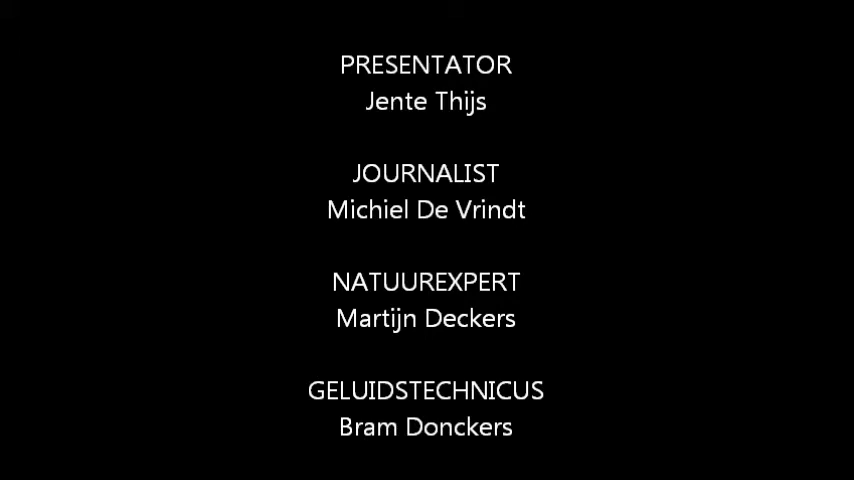 PRESENTATOR
Jente Thijs
JOURNALIST
Michiel De Vrindt
NATUUREXPERT
Martijn Deckers
GELUIDSTECHNICUS
Bram Donckers